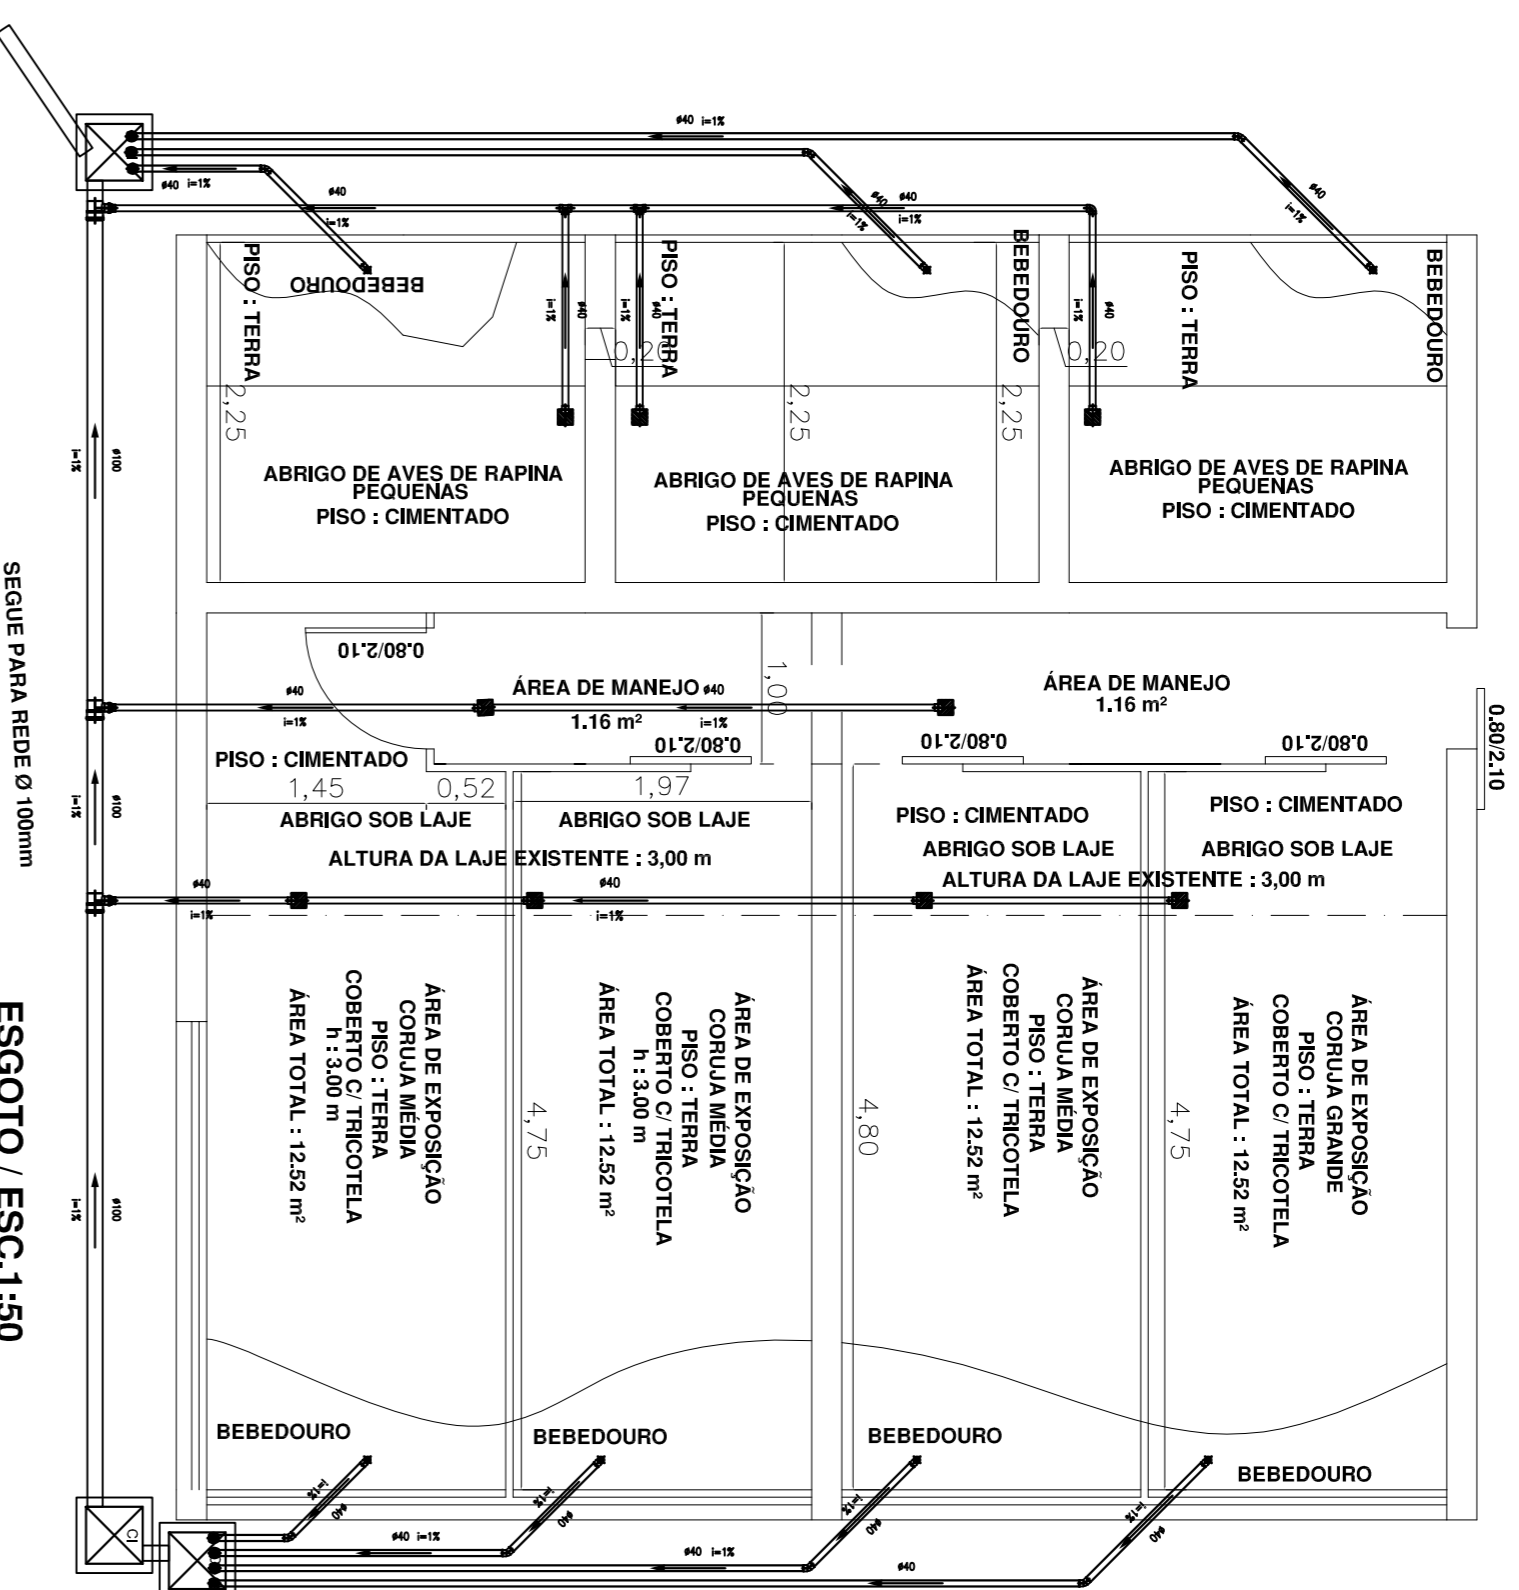 ø40 i=1%
ø40 i=1%
ø40
i=1%
ø40
i=1%
ø40
i=1%
ø40
i=1%
PISO : TERRA
BEBEDOURO
PISO : TERRA
BEBEDOURO
PISO : TERRA
BEBEDOURO
i=1%
ø40
i=1%
ø40
i=1%
ø40
0,20
0,20
2,25
2,25
2,25
ABRIGO DE AVES DE RAPINA
PEQUENAS
PISO : CIMENTADO
ABRIGO DE AVES DE RAPINA
PEQUENAS
PISO : CIMENTADO
ABRIGO DE AVES DE RAPINA
PEQUENAS
PISO : CIMENTADO
i=1%
ø100
SEGUE PARA REDE Ø 100mm
0.80/2.10
ÁREA DE MANEJO
1.16 m²
ø40
i=1%
ø40
i=1%
1,00
ÁREA DE MANEJO
1.16 m²
0.80/2.10
0.80/2.10
0.80/2.10
0.80/2.10
PISO : CIMENTADO
1,45
0,52
1,97
ABRIGO SOB LAJE
ABRIGO SOB LAJE
ALTURA DA LAJE EXISTENTE : 3,00 m
PISO : CIMENTADO
PISO : CIMENTADO
ABRIGO SOB LAJE
ABRIGO SOB LAJE
ALTURA DA LAJE EXISTENTE : 3,00 m
i=1%
ø100
ø40
i=1%
ø40
i=1%
ÁREA DE EXPOSIÇÃO
CORUJA MÉDIA
PISO : TERRA
COBERTO C/ TRICOTELA
h : 3.00 m
ÁREA TOTAL : 12.52 m²
ÁREA DE EXPOSIÇÃO
CORUJA MÉDIA
PISO : TERRA
COBERTO C/ TRICOTELA
h : 3.00 m
ÁREA TOTAL : 12.52 m²
ÁREA DE EXPOSIÇÃO
CORUJA MÉDIA
PISO : TERRA
COBERTO C/ TRICOTELA
ÁREA TOTAL : 12.52 m²
ÁREA DE EXPOSIÇÃO
CORUJA GRANDE
PISO : TERRA
COBERTO C/ TRICOTELA
ÁREA TOTAL : 12.52 m²
4,75
4,80
4,75
i=1%
ø100
ESGOTO / ESC.1:50
BEBEDOURO
BEBEDOURO
BEBEDOURO
BEBEDOURO
i=1%
ø40
i=1%
ø40
i=1%
ø40
i=1%
ø40
CI
ø40 i=1%
ø40 i=1%
ø40